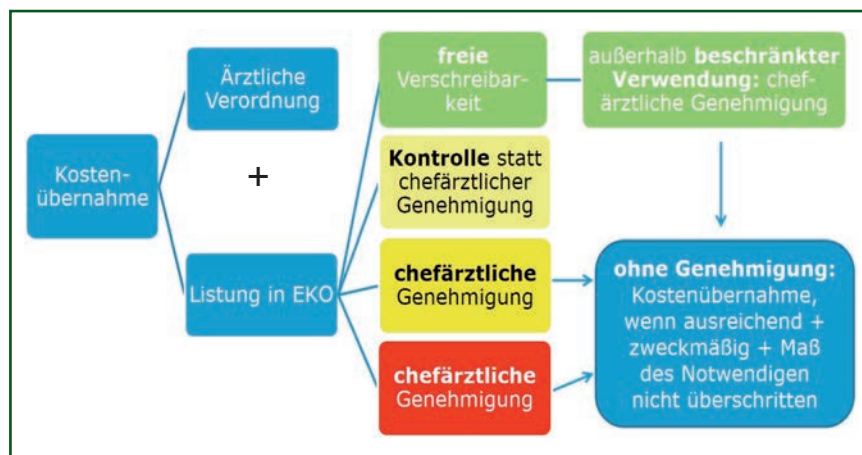 Kosten-
übernahme
Ärztliche
Verordnung
+
Listung in EKO
freie
Verschreibbar-
keit
Kontrolle statt
chefärztlicher
Genehmigung
chefärztliche
Genehmigung
chefärztliche
Genehmigung
außerhalb beschränkter
Verwendung: chef-
ärztliche Genehmigung
ohne Genehmigung:
Kostenübernahme,
wenn ausreichend +
zweckmäßig + Maß
des Notwendigen
nicht überschritten